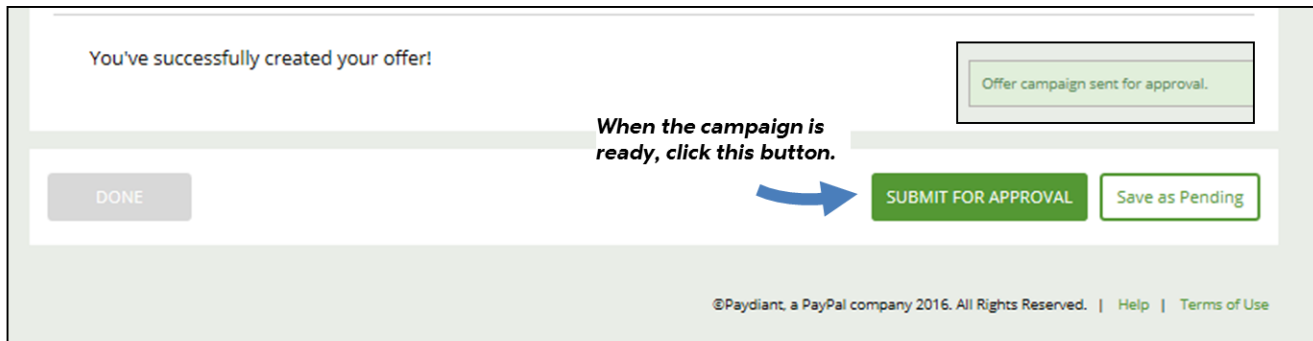 You've successfully created your offer!
Offer campaign sent for approval.
When the campaign is
ready, click this button.
DONE
SUBMIT FOR APPROVAL
Save as Pending
©Paydiant, a PayPal company 2016. All Rights Reserved. | Help | Terms of Use